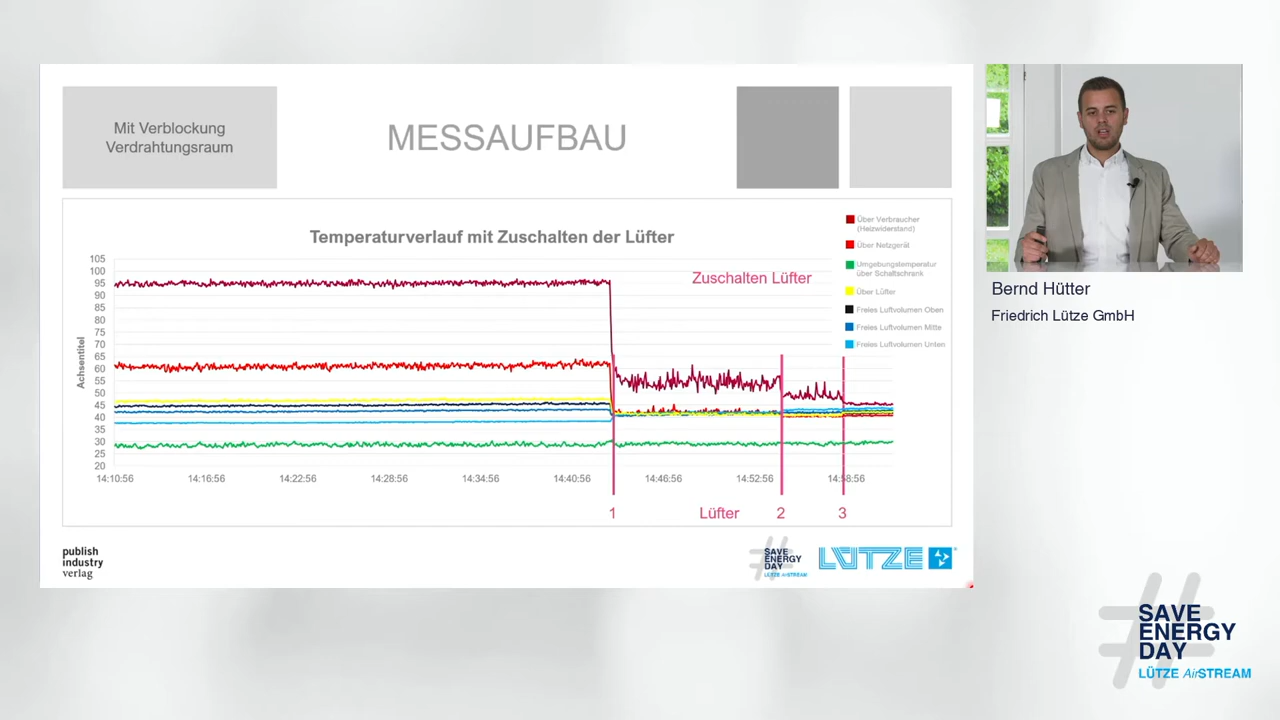 Mit Verblockung
Verdrahtungsraum
MESSAUFBAU
Temperaturverlauf mit Zuschalten der Lüfter
Zuschalten Lüfter
Über Verbraucher
(Heizwiderstand)
Über Netzgerät
Umgebungstemperatur
über Schaltschrank
Über Lüfter
Freies Luftvolumen Oben
Freies Luftvolumen Mitte
Freies Luftvolumen Unten
Achsentitel
105
100
95
90
85
80
75
70
65
60
55
50
45
40
35
30
25
20
14:10:56 14:16:56 14:22:56 14:28:56 14:34:56 14:40:56 14:46:56 14:52:56 14:58:56
1 Lüfter 2 3
publish
industry
verlag
SAVE
ENERGY
DAY
LÜTZE AirSTREAM
LÜTZE
Bernd Hütter
Friedrich Lütze GmbH
SAVE
ENERGY
DAY
LÜTZE AirSTREAM